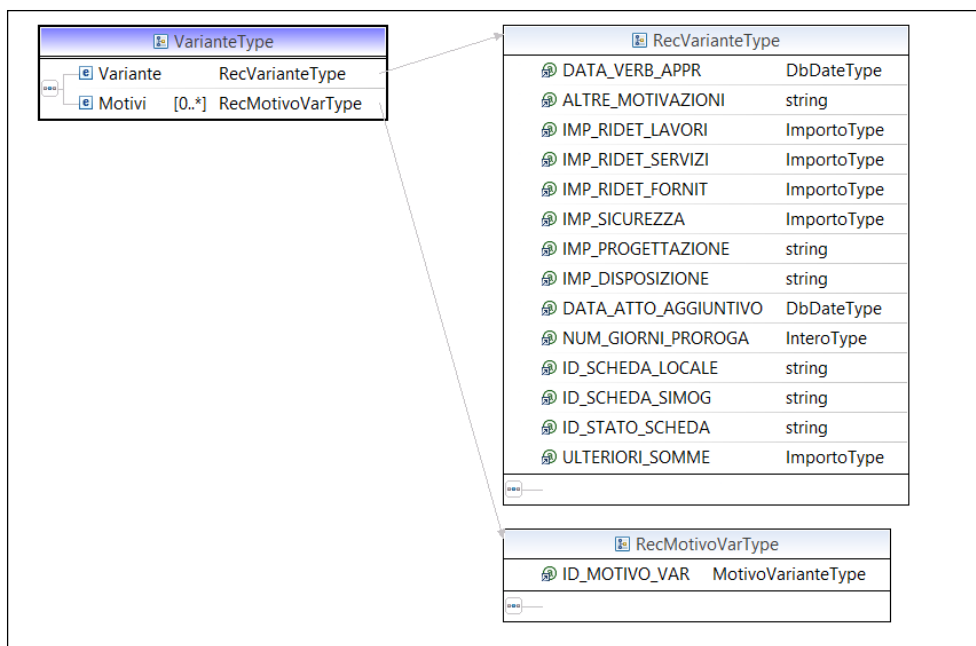 VarianteType
Variante RecVarianteType
Motivi [0..*] RecMotivoVarType
RecVarianteType
DATA_VERB_APPR DbDateType
ALTRE_MOTIVAZIONI string
IMP_RIDET_LAVORI ImportoType
IMP_RIDET_SERVIZI ImportoType
IMP_RIDET_FORNIT ImportoType
IMP_SICUREZZA ImportoType
IMP_PROGETTAZIONE string
IMP_DISPOSIZIONE string
DATA_ATTO_AGGIUNTIVO DbDateType
NUM_GIORNI_PROROGA InteroType
ID_SCHEDA_LOCALE string
ID_SCHEDA_SIMOG string
ID_STATO_SCHEDA string
ULTERIORI_SOMME ImportoType
RecMotivoVarType
ID_MOTIVO_VAR MotivoVarianteType